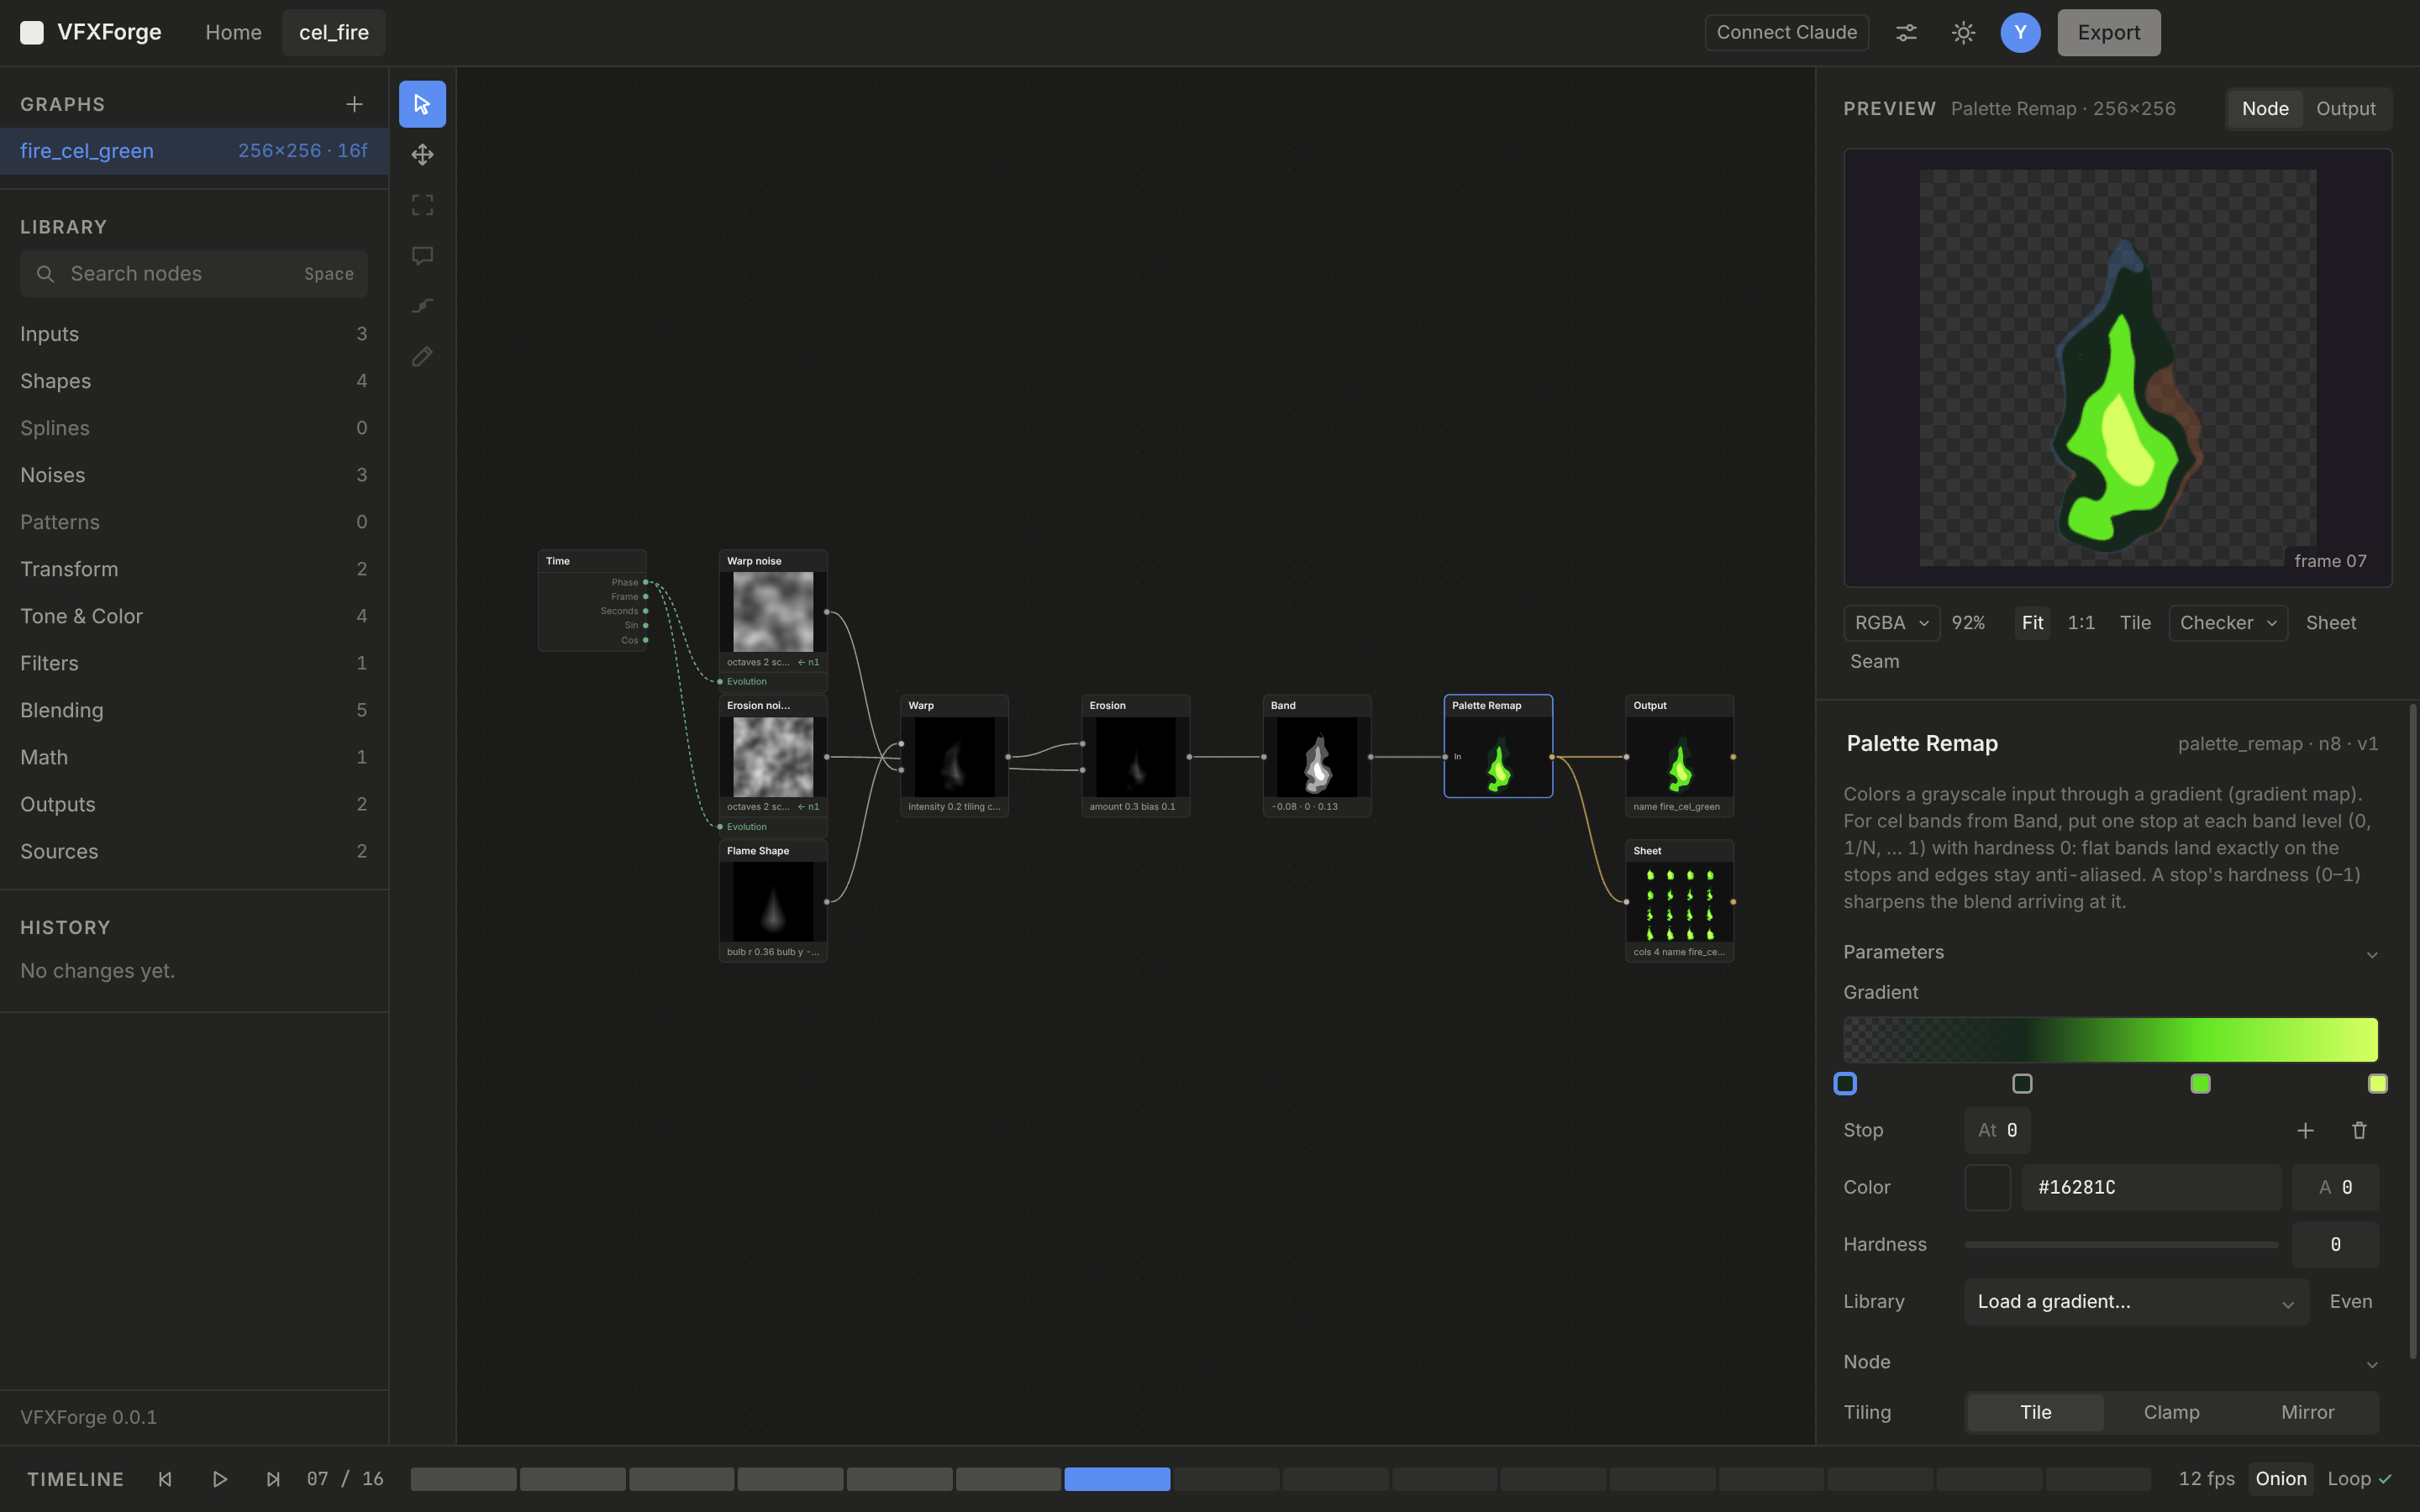 VFXForge Home cel_fire Connect Claude Y Export
GRAPHS
fire_cel_green 256×256 · 16f
LIBRARY
Search nodes Space
Inputs 3
Shapes 4
Splines 0
Noises 3
Patterns 0
Transform 2
Tone & Color 4
Filters 1
Blending 5
Math 1
Outputs 2
Sources 2
HISTORY
No changes yet.
VFXForge 0.0.1
Time
Phase
Frame
Seconds
Sin
Cos
Warp noise
octaves 2 sc... ← n1
Evolution
Erosion noi...
octaves 2 sc... ← n1
Evolution
Flame Shape
bulb r 0.36 bulb y -...
Warp
intensity 0.2 tiling c...
Erosion
amount 0.3 bias 0.1
Band
-0.08 · 0 · 0.13
Palette Remap
In
Output
name fire_cel_green
Sheet
cols 4 name fire_ce...
PREVIEW Palette Remap · 256×256 Node Output
frame 07
RGBA 92% Fit 1:1 Tile Checker Sheet
Seam
Palette Remap palette_remap · n8 · v1
Colors a grayscale input through a gradient (gradient map).
For cel bands from Band, put one stop at each band level (0,
1/N, … 1) with hardness 0: flat bands land exactly on the
stops and edges stay anti-aliased. A stop's hardness (0–1)
sharpens the blend arriving at it.
Parameters
Gradient
Stop At 0
Color #16281C A 0
Hardness 0
Library Load a gradient... Even
Node
Tiling Tile Clamp Mirror
TIMELINE 07 / 16 12 fps Onion Loop ✓